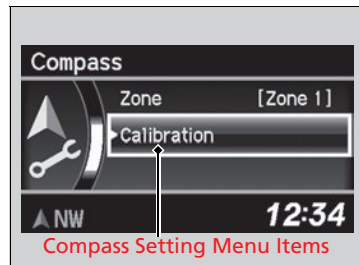 Compass
Zone [Zone 1]
Calibration
NW 12:34
Compass Setting Menu Items